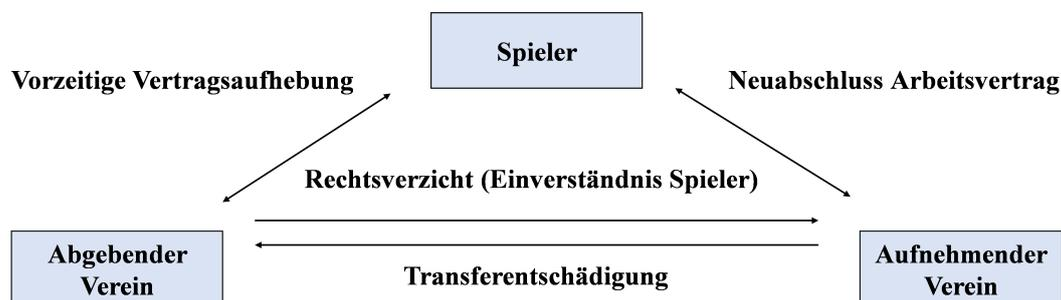 Spieler
Vorzeitige Vertragsaufhebung
Neuabschluss Arbeitsvertrag
Rechtsverzicht (Einverständnis Spieler)
Abgebender
Verein
Aufnehmender
Verein
Transferentschädigung